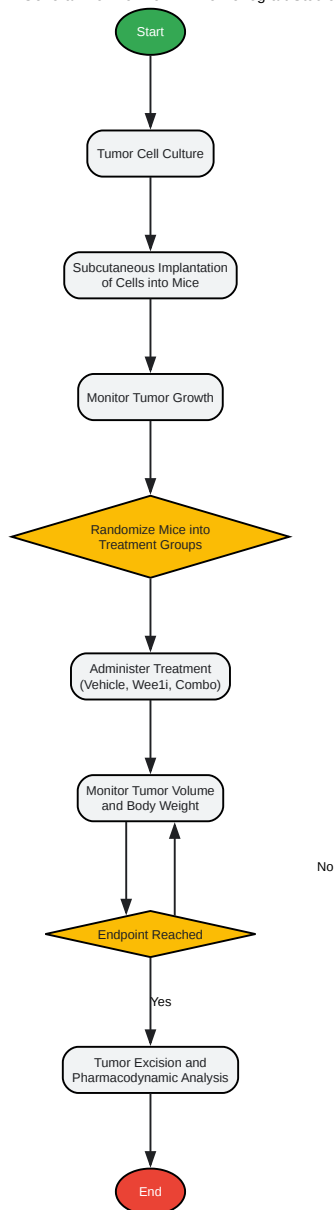 Start
Tumor Cell Culture
Subcutaneous Implantation
of Cells into Mice
Monitor Tumor Growth
Randomize Mice into
Treatment Groups
Administer Treatment
(Vehicle, Wee1i, Combo)
Monitor Tumor Volume
and Body Weight
No
Endpoint Reached
Yes
Tumor Excision and
Pharmacodynamic Analysis
End